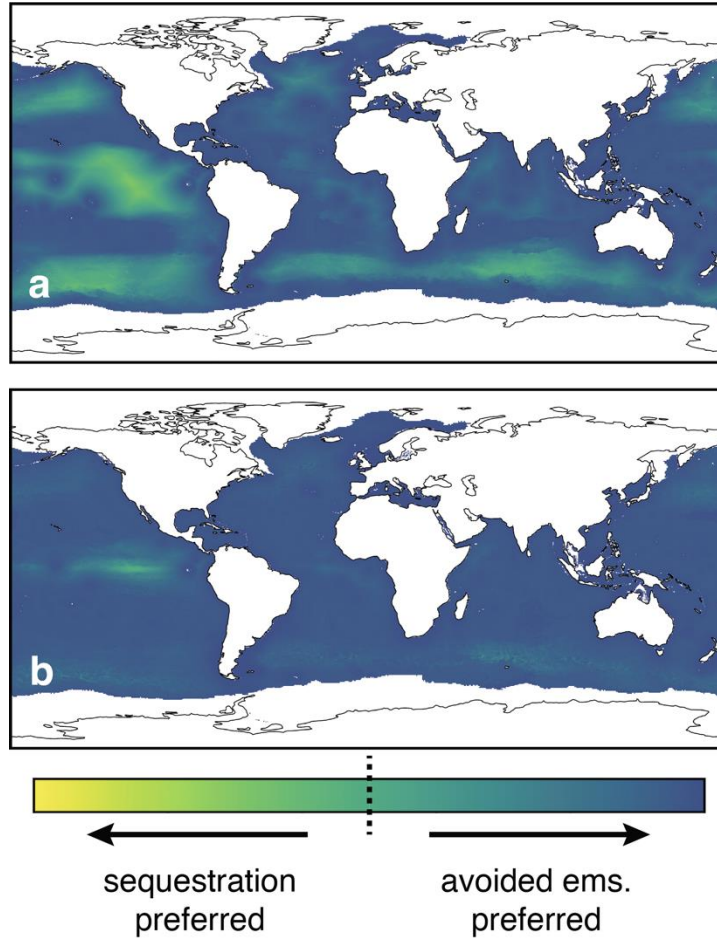 a
b
sequestration
preferred
avoided ems.
preferred